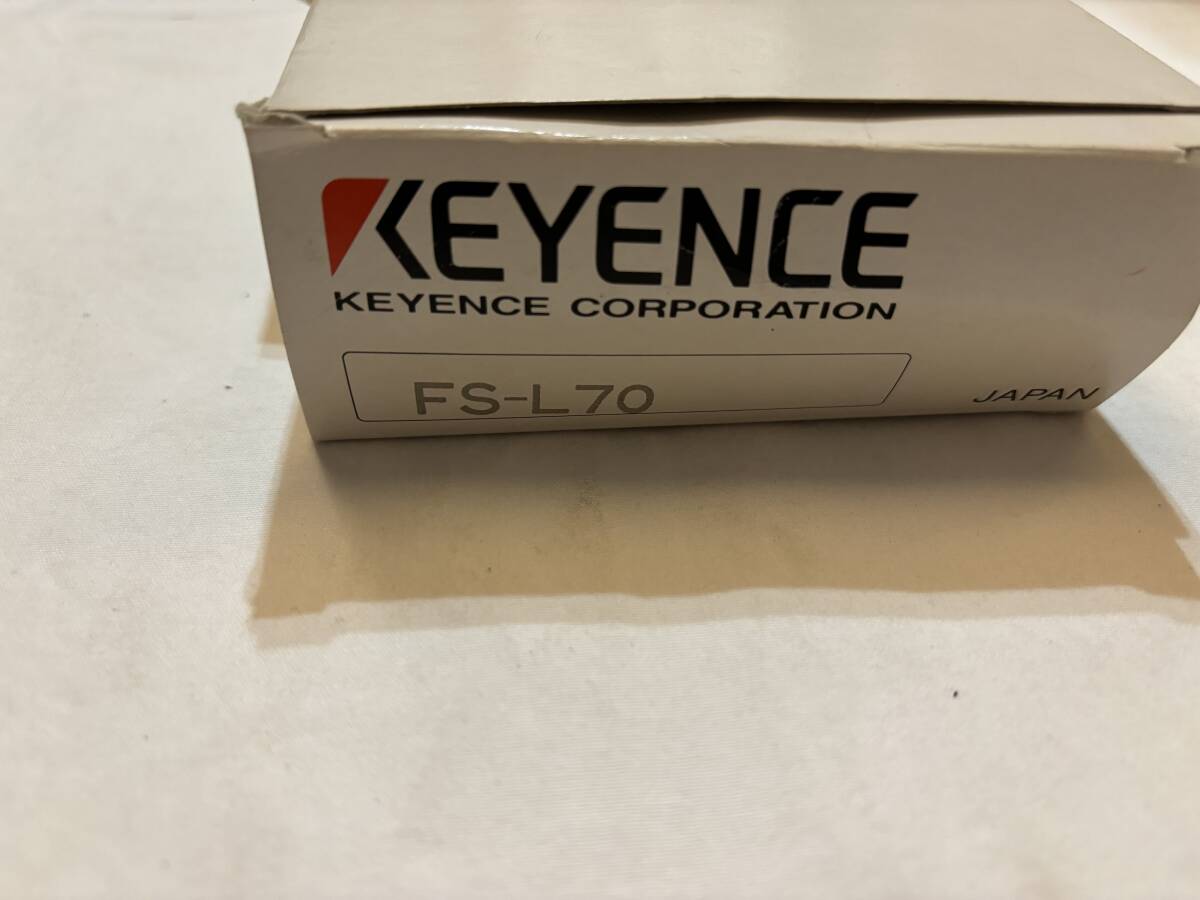 KEYENCE
KEYENCE CORPORATION
FS-L70
JAPAN